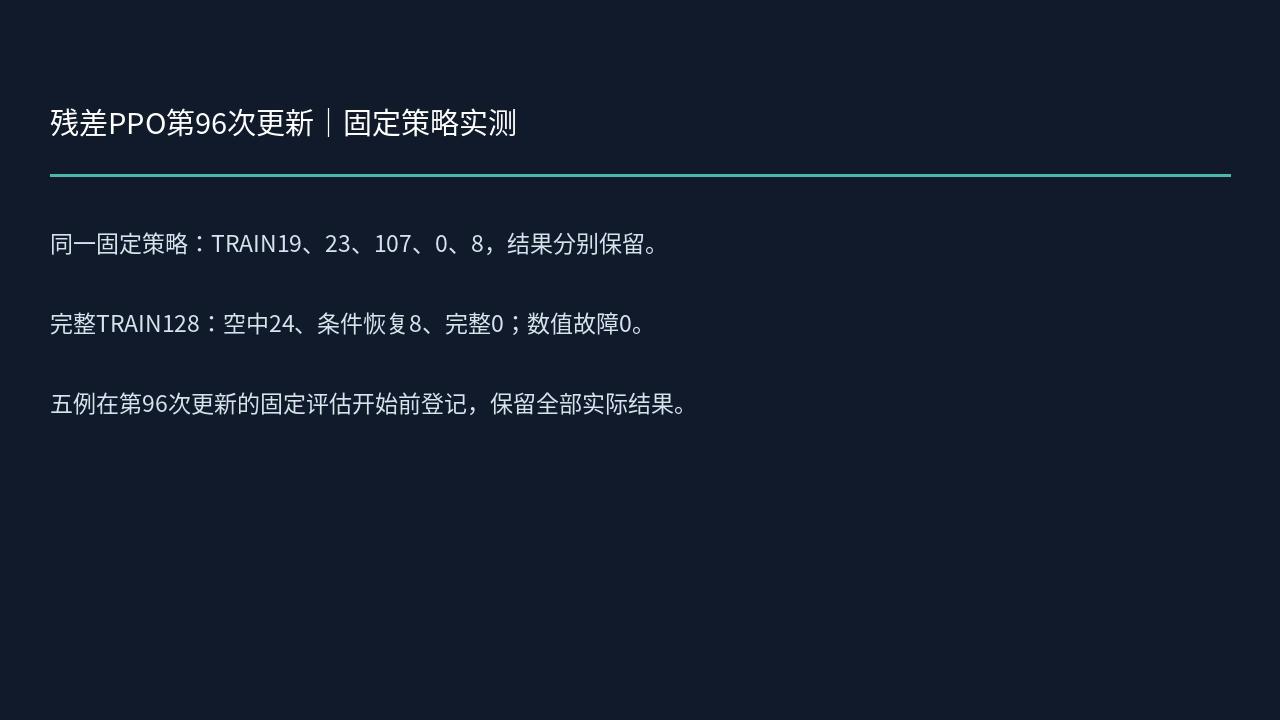 残差PPO第96次更新｜固定策略实测
同一固定策略：TRAIN19、23、107、0、8，结果分别保留。
完整TRAIN128：空中24、条件恢复8、完整0；数值故障0。
五例在第96次更新的固定评估开始前登记，保留全部实际结果。